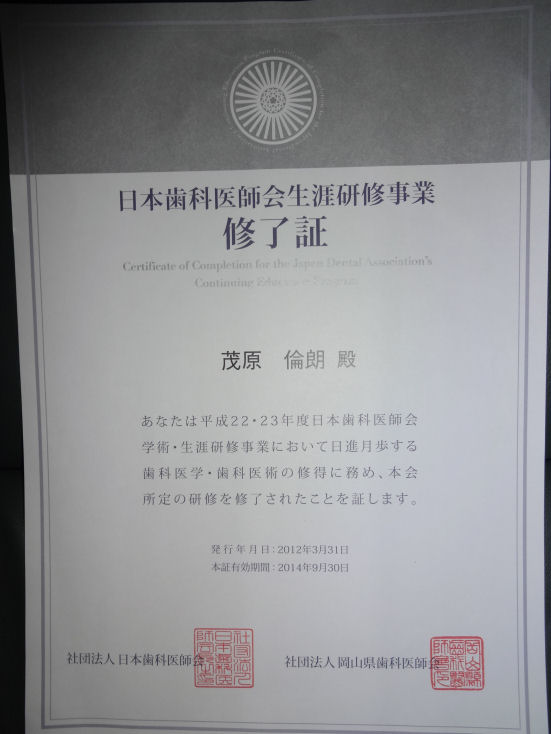 日本歯科医師会生涯研修事業
修了証
Certificate of Completion for the Japan Dental Association's
Continuing Education Program
茂原 倫朗 殿
あなたは平成22・23年度日本歯科医師会
学術・生涯研修事業において日進月歩する
歯科医学・歯科医術の修得に務め、本会
所定の研修を修了されたことを証します。
発行年月日：2012年3月31日
本証有効期間：2014年9月30日
社団法人 日本歯科医師会
社団法人 岡山県歯科医師会